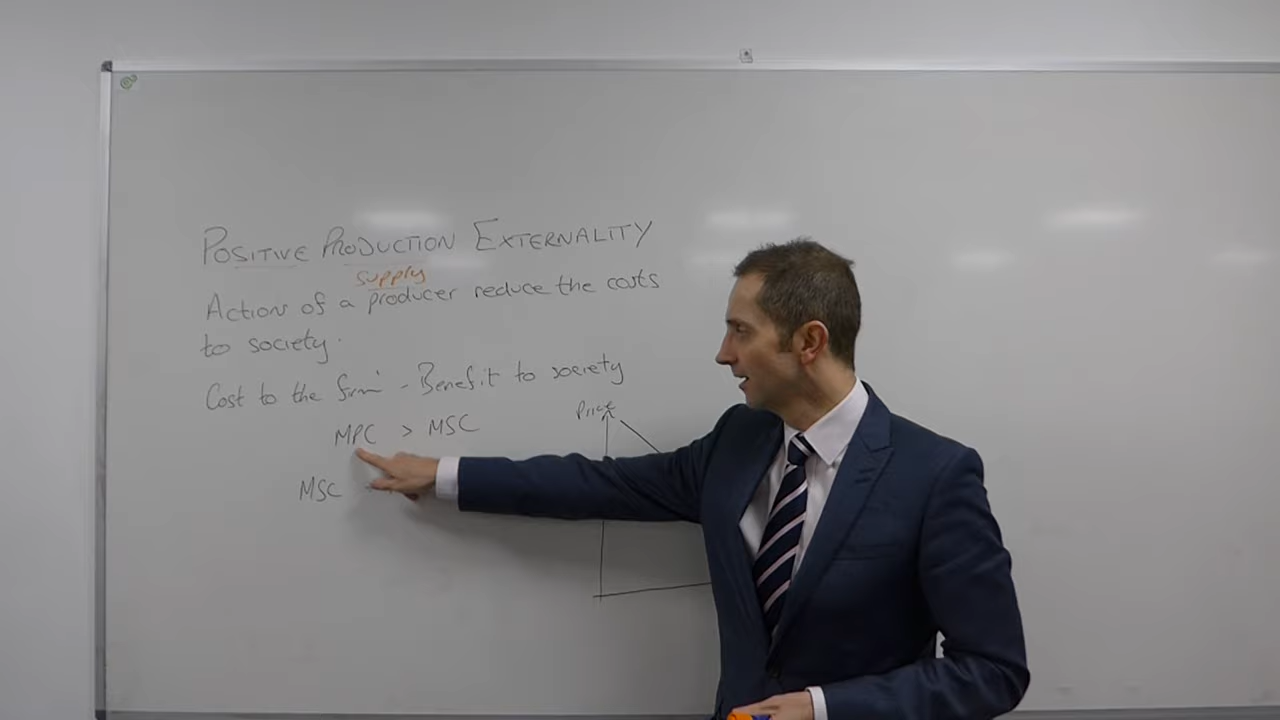 POSITIVE PRODUCTION EXTERNALITY
supply
Actions of a producer reduce the costs
to society.
Cost to the firm - Benefit to society
MPC > MSC
Price
MSC